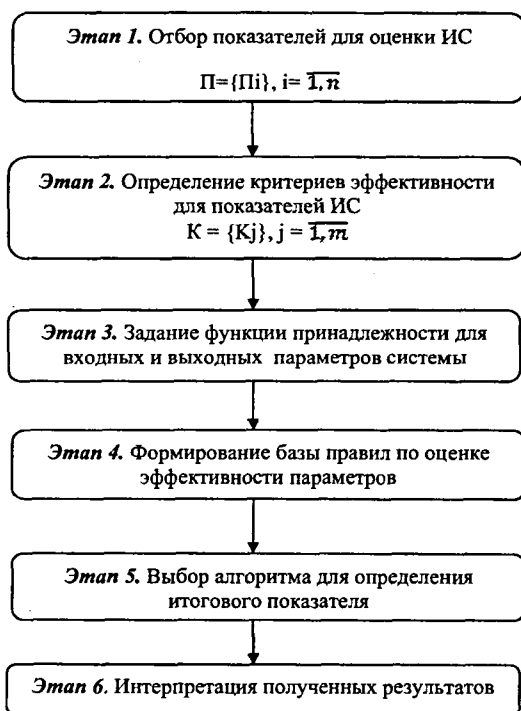 Этап 1. Отбор показателей для оценки ИС
П={Пi}, i= 1,n
Этап 2. Определение критериев эффективности
для показателей ИС
К = {Kj}, j = 1,m
Этап 3. Задание функции принадлежности для
входных и выходных параметров системы
Этап 4. Формирование базы правил по оценке
эффективности параметров
Этап 5. Выбор алгоритма для определения
итогового показателя
Этап 6. Интерпретация полученных результатов